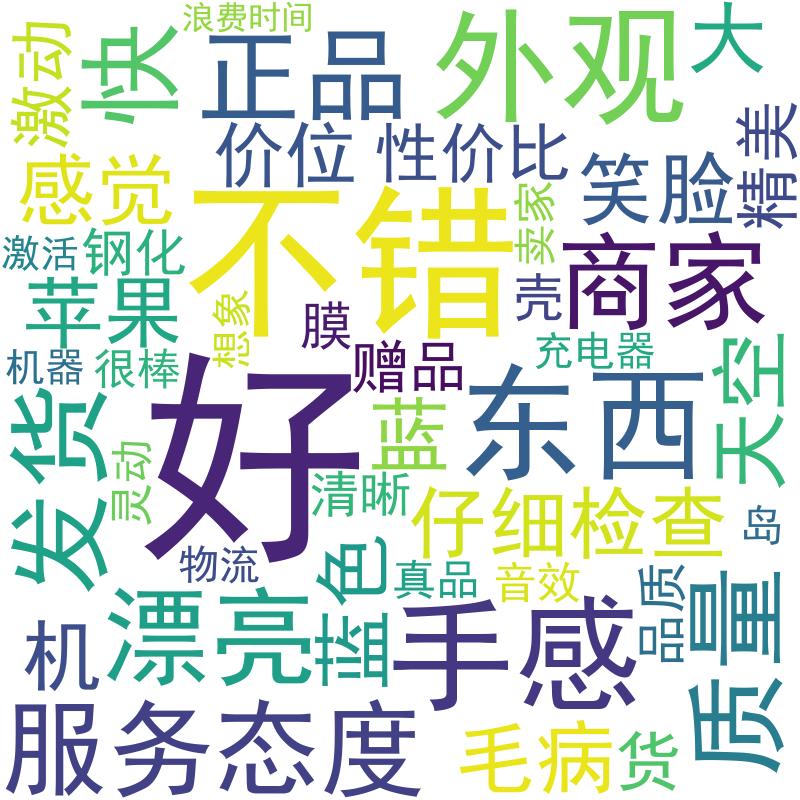 浪费时间
激动
快
正品
外观
大
价位
性价比
精美
感觉
笑脸
不错
卖家
商家
激活
钢化
苹果
想象
膜
壳
机器
很棒
赠品
充电器
天空
好
东西
发货
蓝
灵动
清晰
仔细检查
岛
物流
蓝色
真品
音效
品质
质量
漂亮
手感
机
服务态度
毛病
货